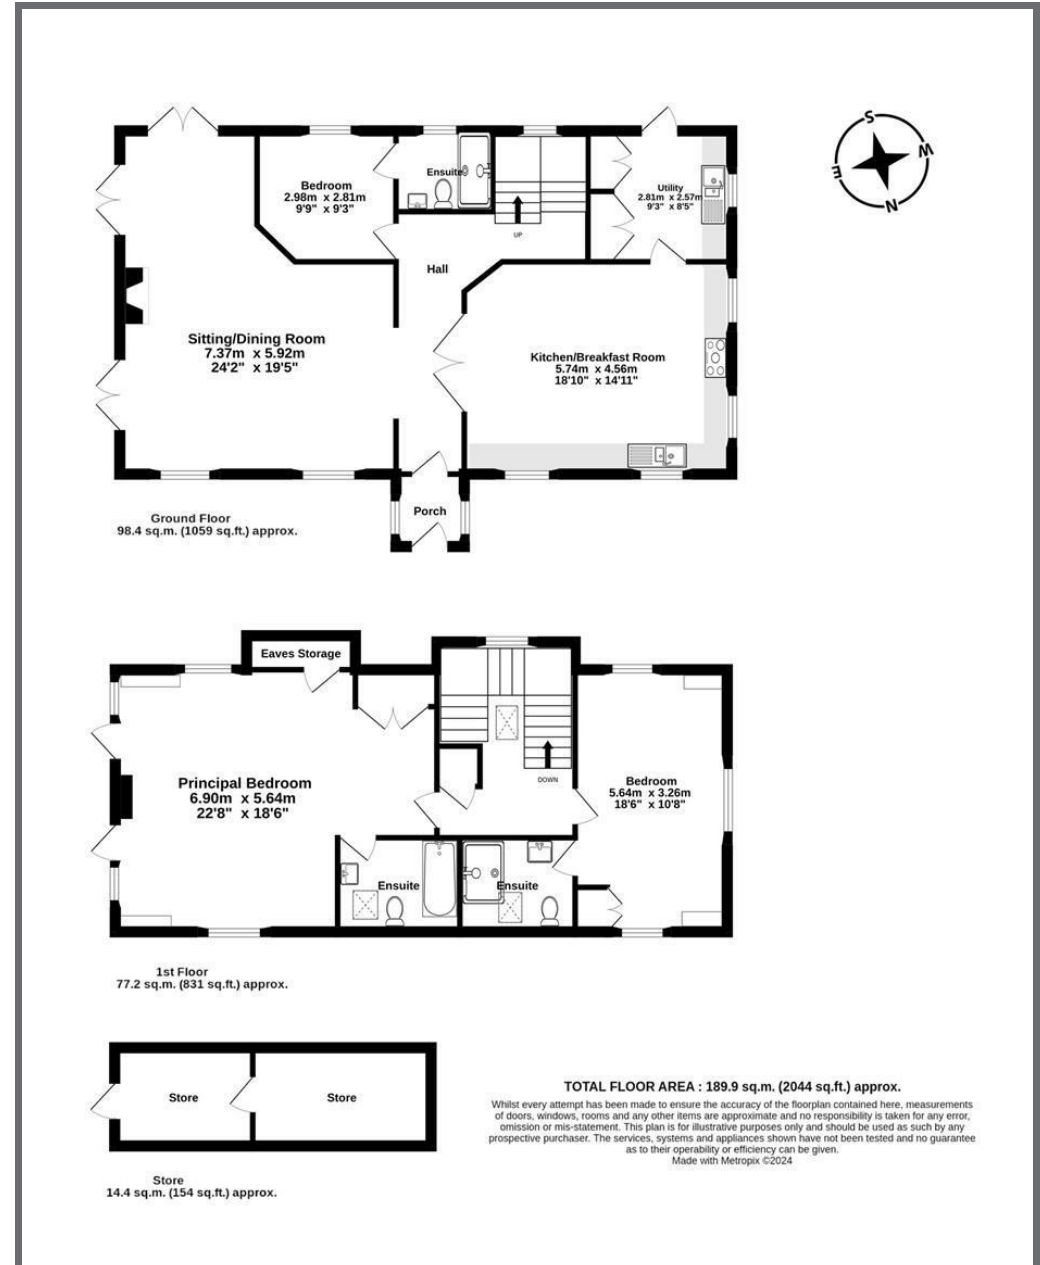 S
W
E
N
Bedroom
2.98m x 2.81m
9'9" x 9'3"
Ensuite
Utility
2.81m x 2.57m
9'3" x 8'5"
UP
Hall
Sitting/Dining Room
7.37m x 5.92m
24'2" x 19'5"
Kitchen/Breakfast Room
5.74m x 4.56m
18'10" x 14'11"
Porch
Ground Floor
98.4 sq.m. (1059 sq.ft.) approx.
Eaves Storage
Principal Bedroom
6.90m x 5.64m
22'8" x 18'6"
DOWN
Bedroom
5.64m x 3.26m
18'6" x 10'8"
Ensuite
Ensuite
1st Floor
77.2 sq.m. (831 sq.ft.) approx.
Store
Store
Store
14.4 sq.m. (154 sq.ft.) approx.
TOTAL FLOOR AREA : 189.9 sq.m. (2044 sq.ft.) approx.
Whilst every attempt has been made to ensure the accuracy of the floorplan contained here, measurements
of doors, windows, rooms and any other items are approximate and no responsibility is taken for any error,
omission or mis-statement. This plan is for illustrative purposes only and should be used as such by any
prospective purchaser. The services, systems and appliances shown have not been tested and no guarantee
as to their operability or efficiency can be given.
Made with Metropix ©2024